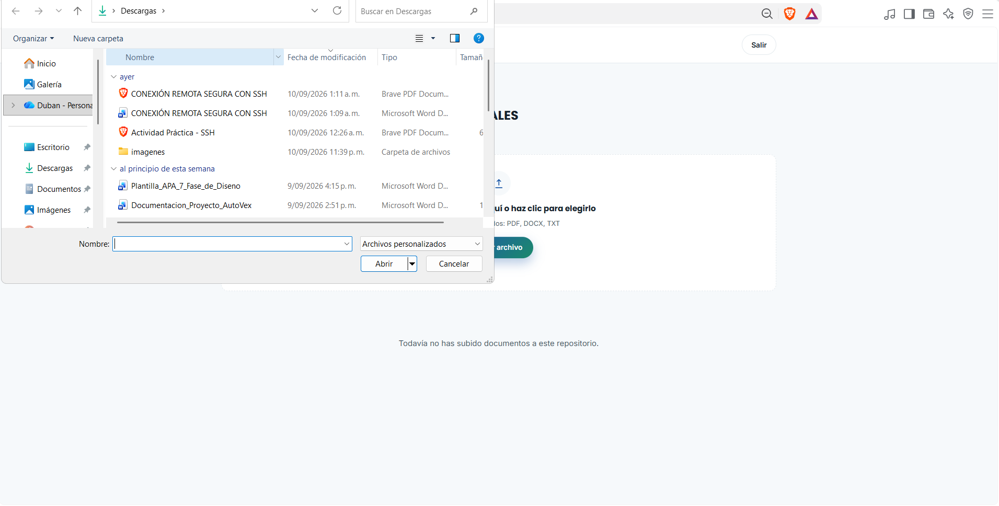 Descargas
Buscar en Descargas
Organizar
Nueva carpeta
Salir
Inicio
Galería
Duban - Persona
Escritorio
Descargas
Documentos
Imágenes
Nombre
Fecha de modificación
Tipo
Tamañ
ayer
CONEXIÓN REMOTA SEGURA CON SSH 10/09/2026 1:11 a. m. Brave PDF Docum...
CONEXIÓN REMOTA SEGURA CON SSH 10/09/2026 1:09 a. m. Microsoft Word D...
Actividad Práctica - SSH 10/09/2026 12:26 a. m. Brave PDF Docum... 6
imagenes 10/09/2026 11:39 p. m. Carpeta de archivos
al principio de esta semana
Plantilla_APA_7_Fase_de_Diseno 9/09/2026 4:15 p. m. Microsoft Word D...
Documentacion_Proyecto_AutoVex 9/09/2026 2:51 p. m. Microsoft Word D... 1
Nombre:
Archivos personalizados
Abrir
Cancelar
ALES
uí o haz clic para elegirlo
dos: PDF, DOCX, TXT
r archivo
Todavía no has subido documentos a este repositorio.